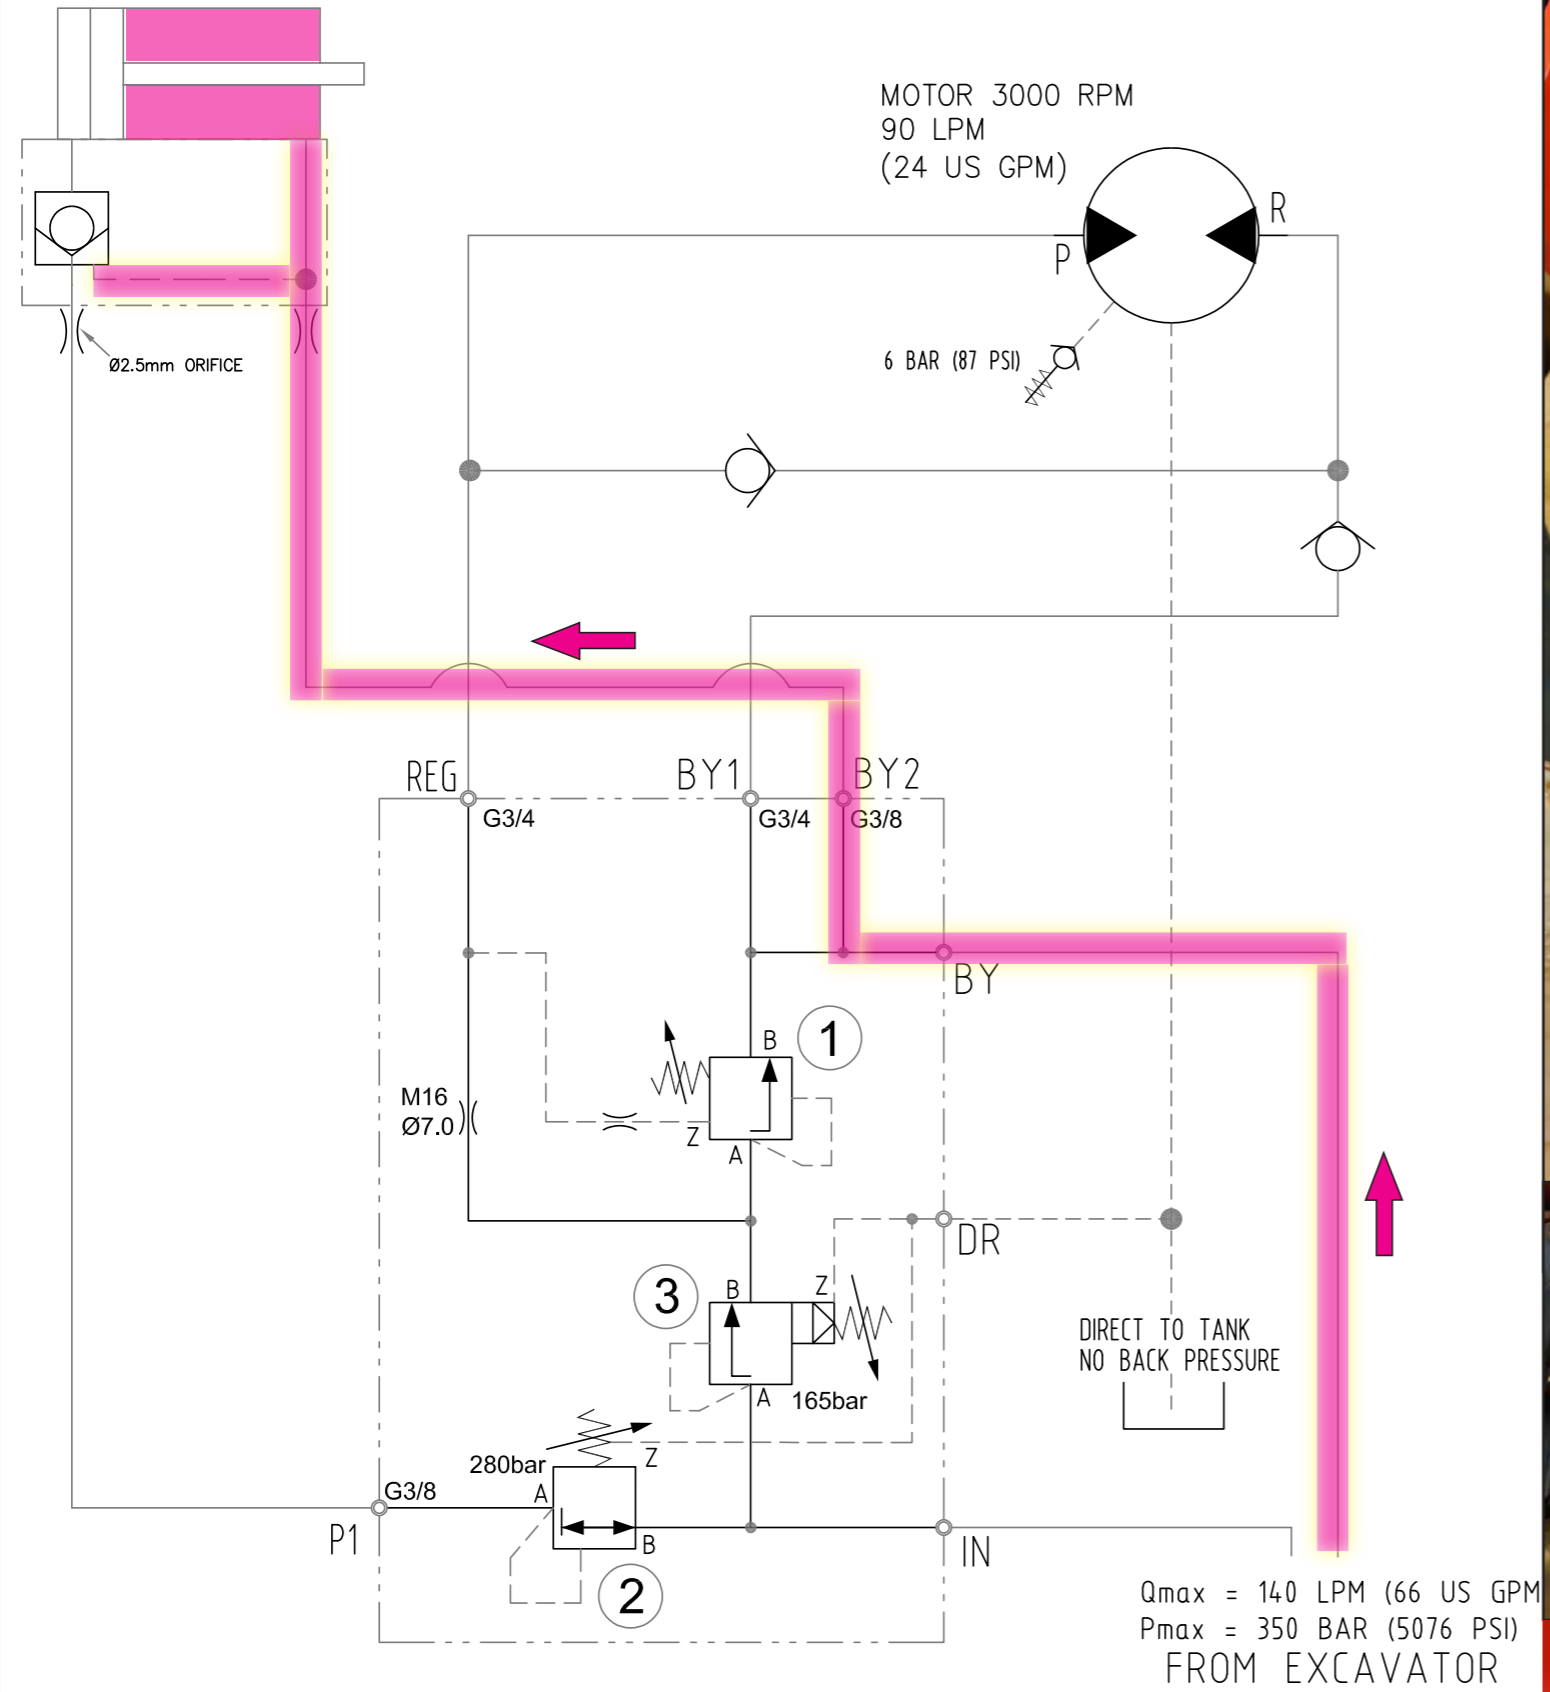 MOTOR 3000 RPM
90 LPM
(24 US GPM)
P
R
6 BAR (87 PSI)
Ø2.5mm ORIFICE
REG
BY1
BY2
G3/4
G3/4
G3/8
BY
1
B
M16
Ø7.0
Z
A
DR
3
B
Z
A
165bar
DIRECT TO TANK
NO BACK PRESSURE
280bar
Z
G3/8
A
P1
B
IN
2
Qmax = 140 LPM (66 US GPM
Pmax = 350 BAR (5076 PSI)
FROM EXCAVATOR